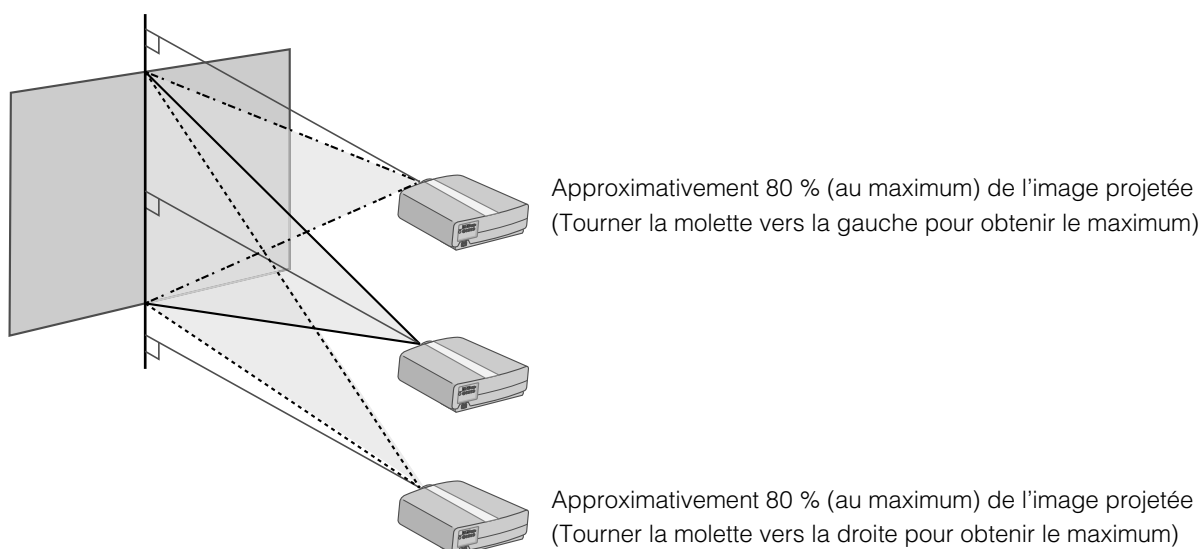 Approximativement 80 % (au maximum) de l'image projetée
(Tourner la molette vers la gauche pour obtenir le maximum)
Approximativement 80 % (au maximum) de l'image projetée
(Tourner la molette vers la droite pour obtenir le maximum)